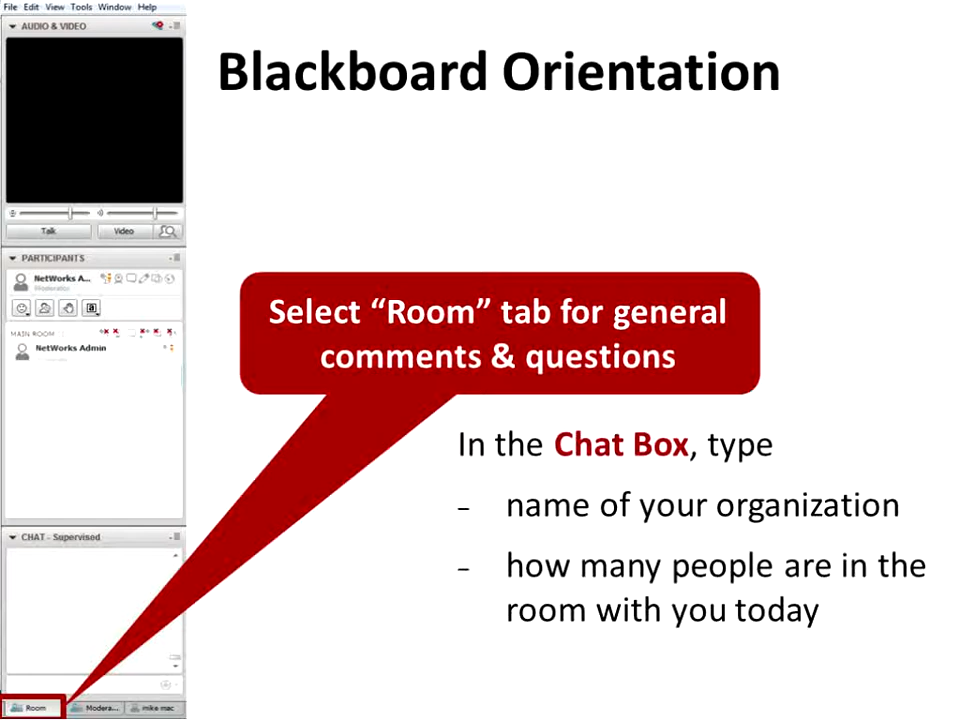 File Edit View Tools Window Help
AUDIO & VIDEO
Talk
Video
PARTICIPANTS
NetWorks A...
Moderator
MAIN ROOM
NetWorks Admin
CHAT - Supervised
Room
Modera...
mike mac
Blackboard Orientation
Select “Room” tab for general
comments & questions
In the Chat Box, type
– name of your organization
– how many people are in the
room with you today